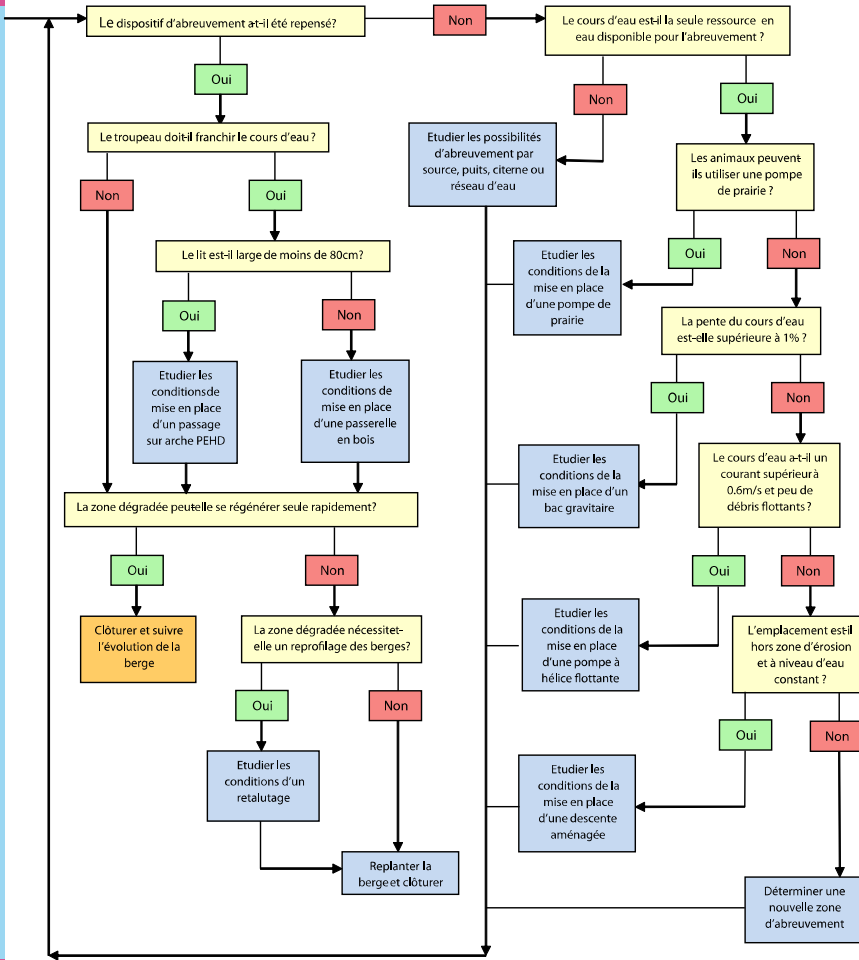 Le dispositif d'abreuvement a-t-il été repensé?
Non
Le cours d'eau est-il la seule ressource en
eau disponible pour l'abreuvement ?
Oui
Non
Oui
Le troupeau doit-il franchir le cours d'eau ?
Etudier les possibilités
d'abreuvement par
source, puits, citerne ou
réseau d'eau
Les animaux peuvent-
ils utiliser une pompe
de prairie ?
Non
Oui
Oui
Non
Le lit est-il large de moins de 80cm?
Etudier les
conditions de la
mise en place
d'une pompe de
prairie
Oui
Non
La pente du cours d'eau
est-elle supérieure à 1% ?
Etudier les
conditions de
mise en place
d'un passage
sur arche PEHD
Etudier les
conditions de
mise en place
d'une passerelle
en bois
Oui
Non
Etudier les
conditions de la
mise en place d'un
bac gravitaire
Le cours d'eau a-t-il un
courant supérieur à
0.6m/s et peu de
débris flottants ?
La zone dégradée peut-elle se régénérer seule rapidement?
Oui
Non
Oui
Non
Clôturer et suivre
l'évolution de la
berge
La zone dégradée nécessitet-
elle un reprofilage des berges?
Etudier les
conditions de la
mise en place
d'une pompe à
hélice flottante
L'emplacement est-il
hors zone d'érosion
et à niveau d'eau
constant ?
Oui
Non
Oui
Non
Etudier les
conditions d'un
retalutage
Etudier les
conditions de la
mise en place
d'une descente
aménagée
Replanter la
berge et clôturer
Déterminer une
nouvelle zone
d'abreuvement